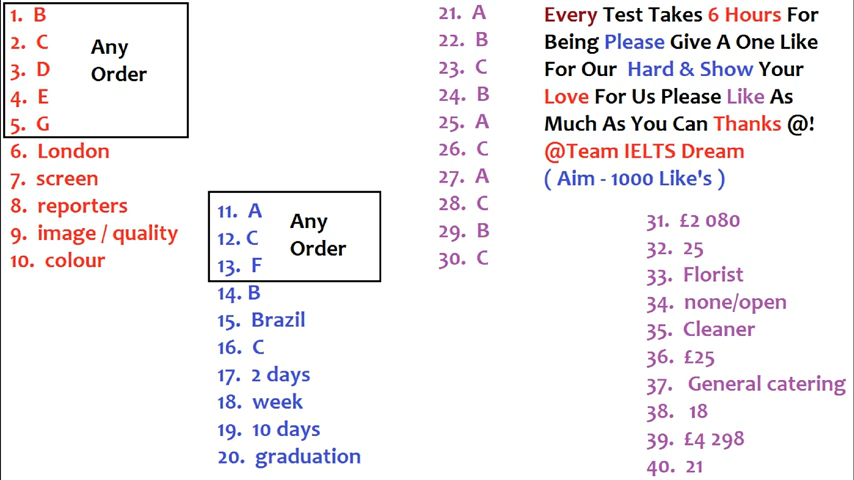 1. B
2. C
3. D
4. E
5. G
Any
Order
6. London
7. screen
8. reporters
9. image / quality
10. colour
11. A
12. C
13. F
Any
Order
14. B
15. Brazil
16. C
17. 2 days
18. week
19. 10 days
20. graduation
21. A
22. B
23. C
24. B
25. A
26. C
27. A
28. C
29. B
30. C
Every Test Takes 6 Hours For
Being Please Give A One Like
For Our Hard & Show Your
Love For Us Please Like As
Much As You Can Thanks @!
@Team IELTS Dream
( Aim - 1000 Like's )
31. £2 080
32. 25
33. Florist
34. none/open
35. Cleaner
36. £25
37. General catering
38. 18
39. £4 298
40. 21